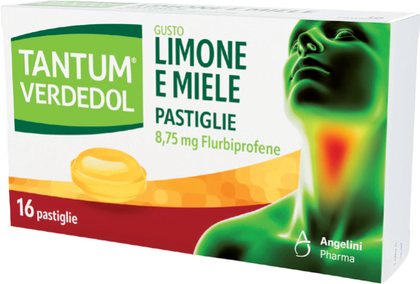 TANTUM®
VERDEDOL
GUSTO
LIMONE
E MIELE
PASTIGLIE
8,75 mg Flurbiprofene
16 pastiglie
Angelini
Pharma